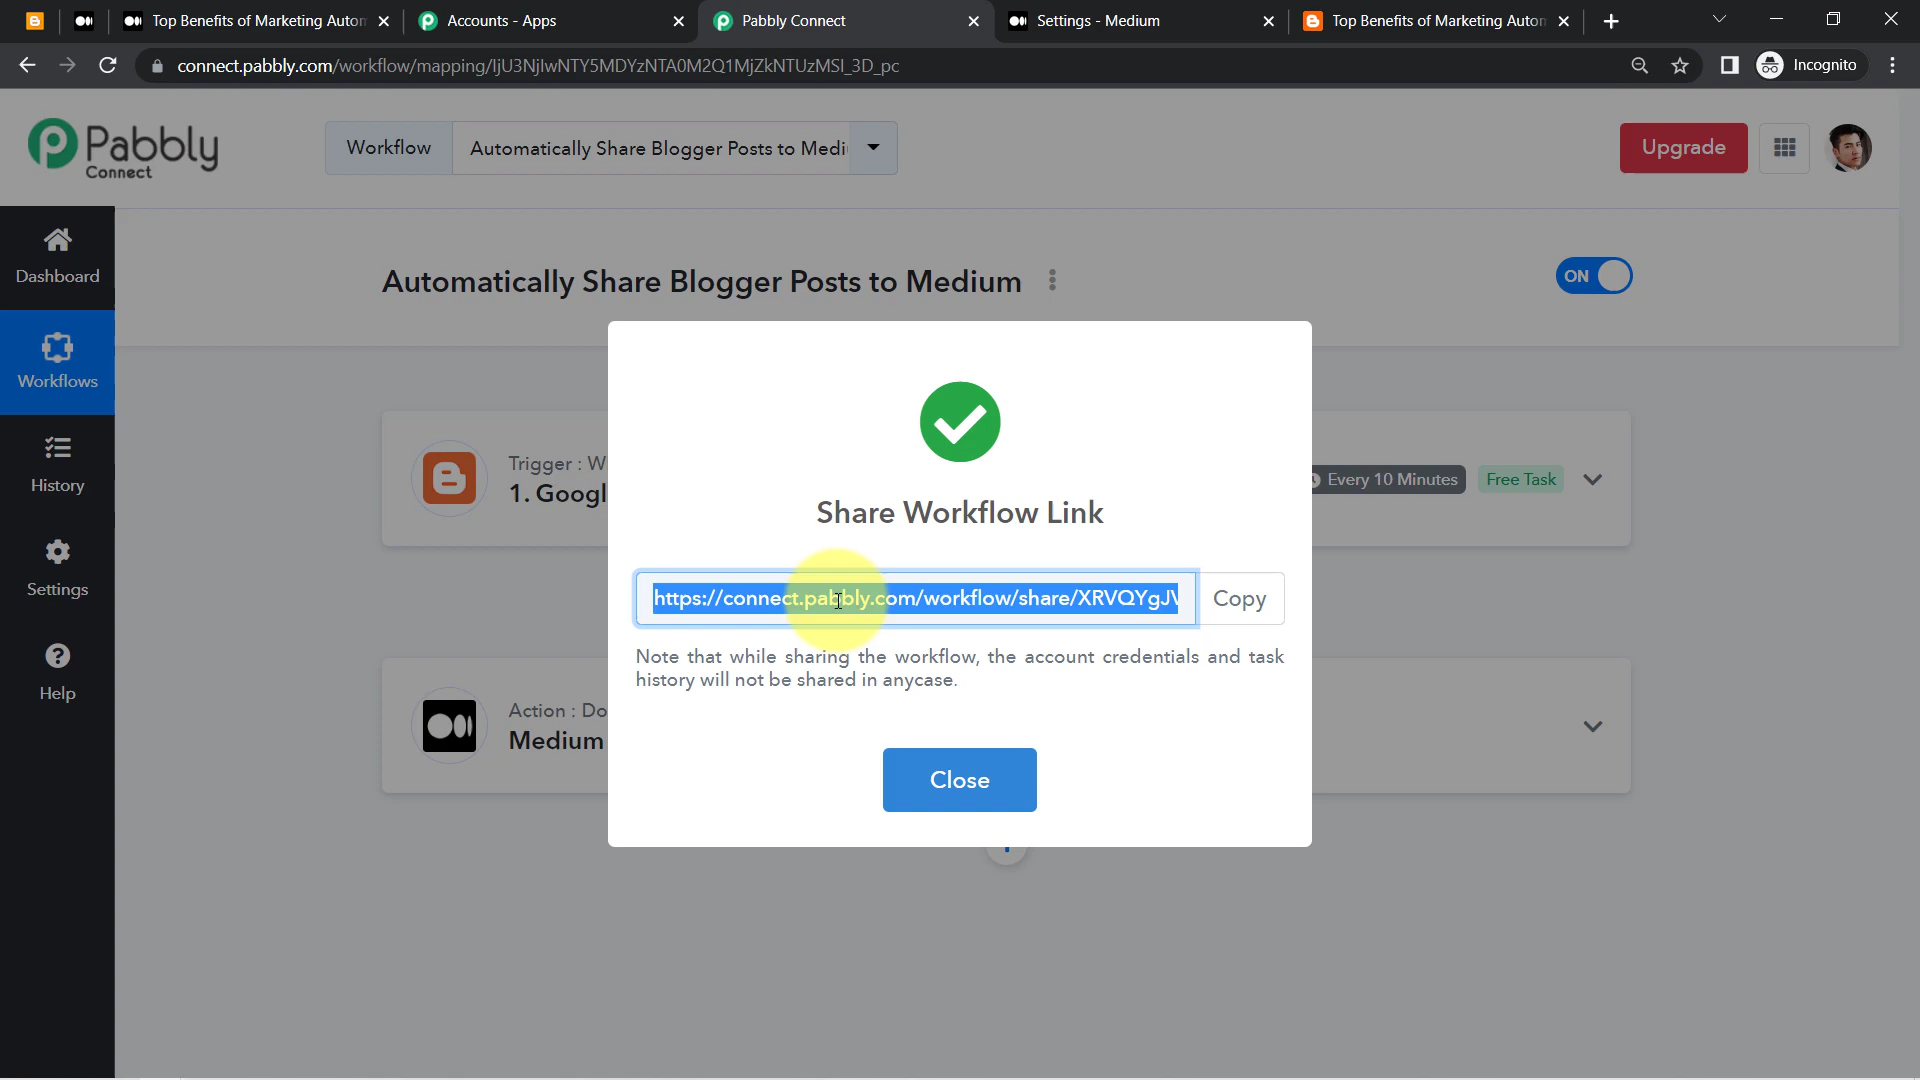 Top Benefits of Marketing Autom
Accounts - Apps
Pabbly Connect
Settings - Medium
Top Benefits of Marketing Autom
connect.pabbly.com/workflow/mapping/IjU3NjIwNTY5MDYzNTA0M2Q1MjZkNTUzMSI_3D_pc
Incognito
Pabbly
Connect
Workflow
Automatically Share Blogger Posts to Medi
Upgrade
Dashboard
Automatically Share Blogger Posts to Medium
ON
Workflows
History
Trigger : W
1. Googl
Every 10 Minutes
Free Task
Share Workflow Link
https://connect.pabbly.com/workflow/share/XRVQYgJV
Copy
Settings
Note that while sharing the workflow, the account credentials and task
history will not be shared in anycase.
Help
Action : Do
Medium
Close